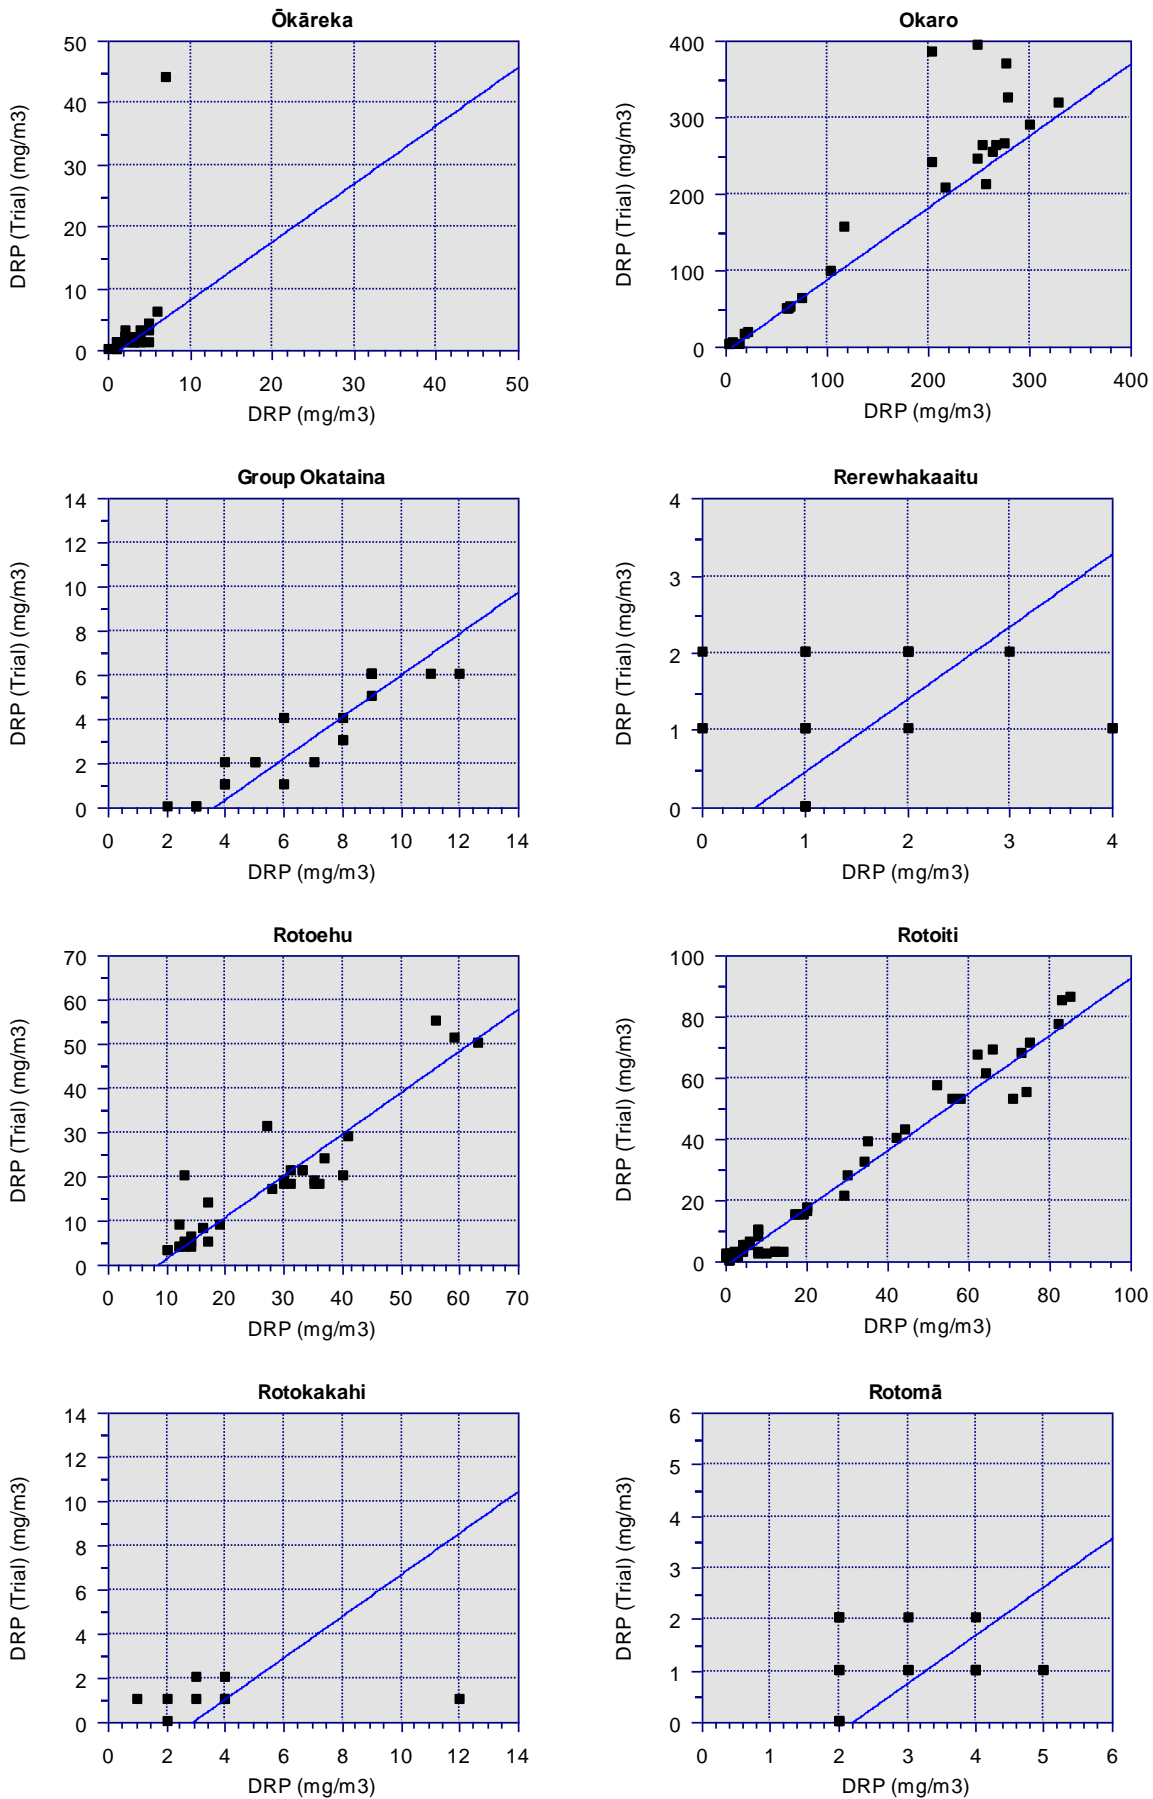 Ōkāreka
50
40
30
20
10
0
DRP (Trial) (mg/m3)
0 10 20 30 40 50
DRP (mg/m3)
Okaro
400
300
200
100
0
DRP (Trial) (mg/m3)
0 100 200 300 400
DRP (mg/m3)
Group Okataina
14
12
10
8
6
4
2
0
DRP (Trial) (mg/m3)
0 2 4 6 8 10 12 14
DRP (mg/m3)
Rerewhakaaitu
4
3
2
1
0
DRP (Trial) (mg/m3)
0 1 2 3 4
DRP (mg/m3)
Rotoehu
70
60
50
40
30
20
10
0
DRP (Trial) (mg/m3)
0 10 20 30 40 50 60 70
DRP (mg/m3)
Rotoiti
100
80
60
40
20
0
DRP (Trial) (mg/m3)
0 20 40 60 80 100
DRP (mg/m3)
Rotokakahi
14
12
10
8
6
4
2
0
DRP (Trial) (mg/m3)
0 2 4 6 8 10 12 14
DRP (mg/m3)
Rotomā
6
5
4
3
2
1
0
DRP (Trial) (mg/m3)
0 1 2 3 4 5 6
DRP (mg/m3)